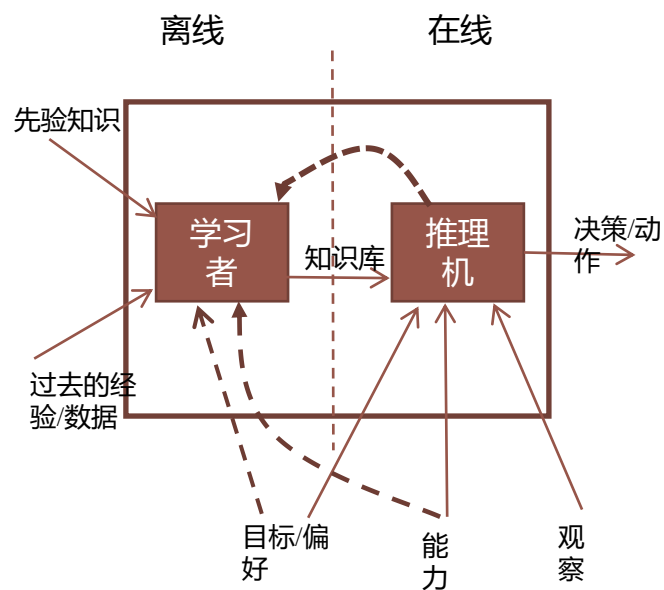 离线
在线
先验知识
学习
者
知识库
推理
机
决策/动
作
过去的经
验/数据
目标/偏
好
能
力
观
察